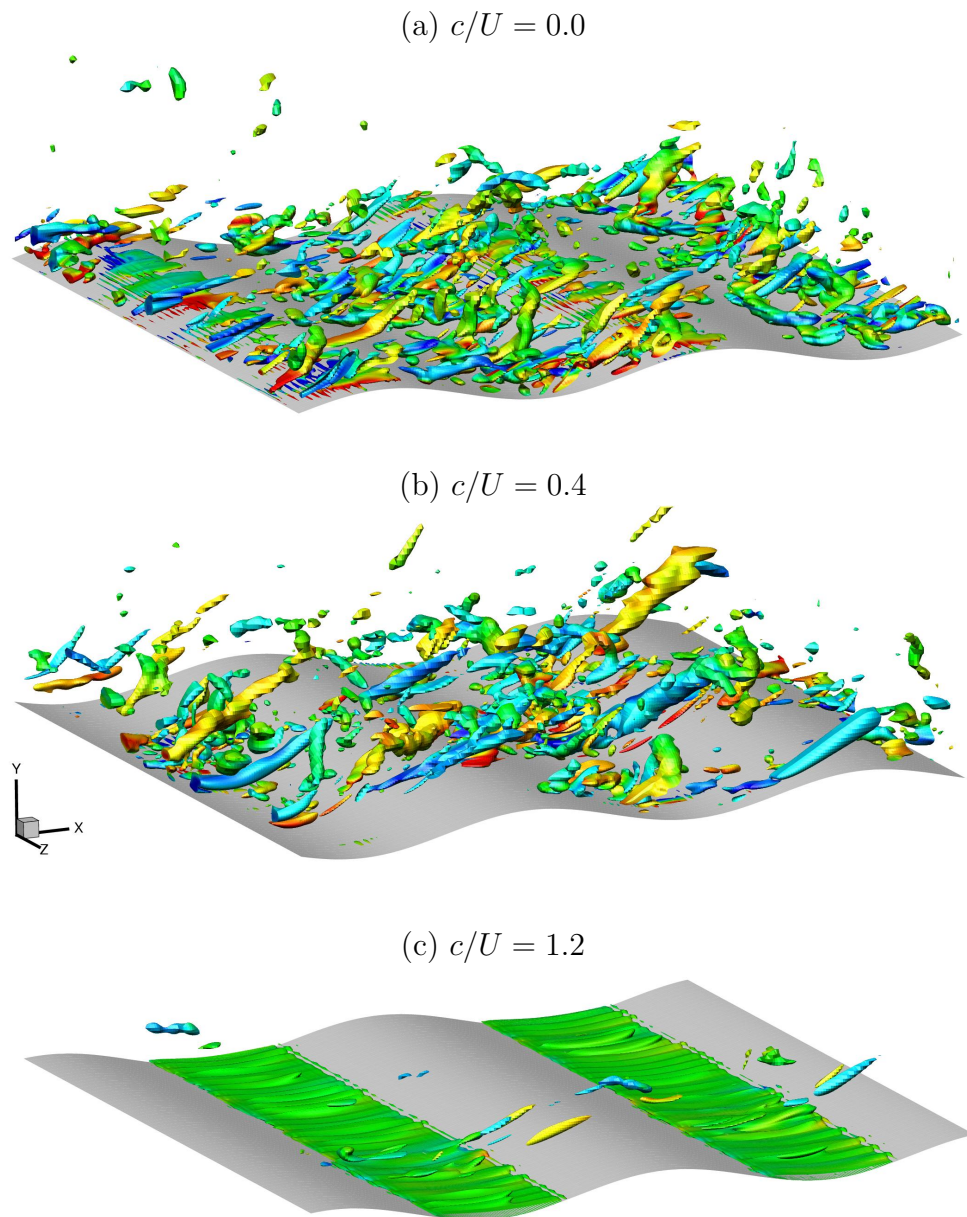 (a) c/U = 0.0
(b) c/U = 0.4
Y
X
Z
(c) c/U = 1.2